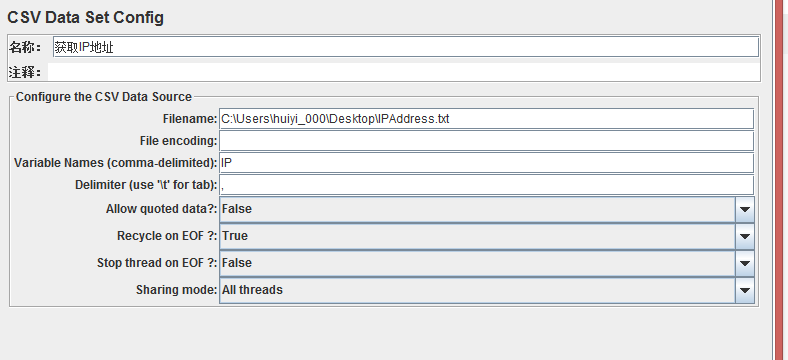 CSV Data Set Config
名称： 获取IP地址
注释：
Configure the CSV Data Source
Filename: C:\Users\huiyi_000\Desktop\IPAddress.txt
File encoding:
Variable Names (comma-delimited): IP
Delimiter (use '\t' for tab): ,
Allow quoted data?: False
Recycle on EOF ?: True
Stop thread on EOF ?: False
Sharing mode: All threads